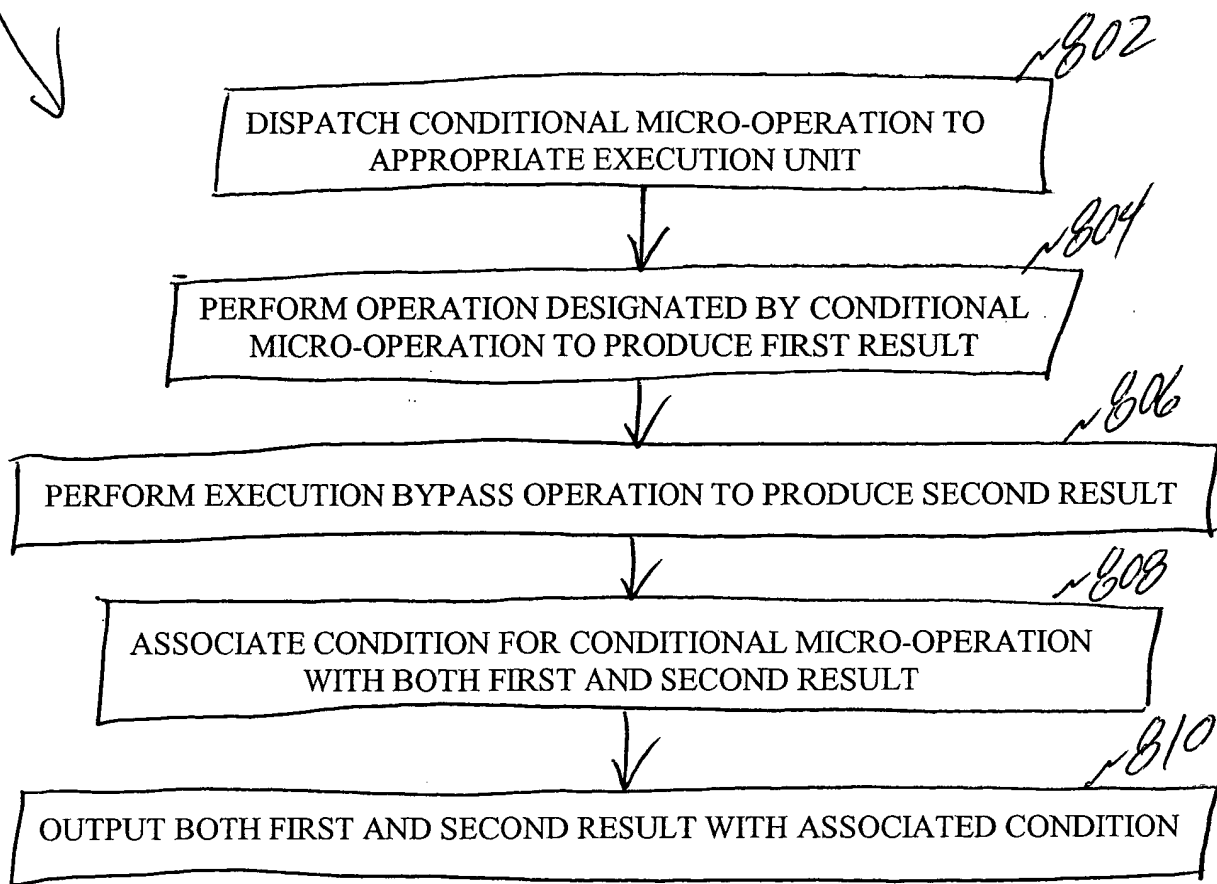 802
DISPATCH CONDITIONAL MICRO-OPERATION TO
APPROPRIATE EXECUTION UNIT
804
PERFORM OPERATION DESIGNATED BY CONDITIONAL
MICRO-OPERATION TO PRODUCE FIRST RESULT
806
PERFORM EXECUTION BYPASS OPERATION TO PRODUCE SECOND RESULT
808
ASSOCIATE CONDITION FOR CONDITIONAL MICRO-OPERATION
WITH BOTH FIRST AND SECOND RESULT
810
OUTPUT BOTH FIRST AND SECOND RESULT WITH ASSOCIATED CONDITION